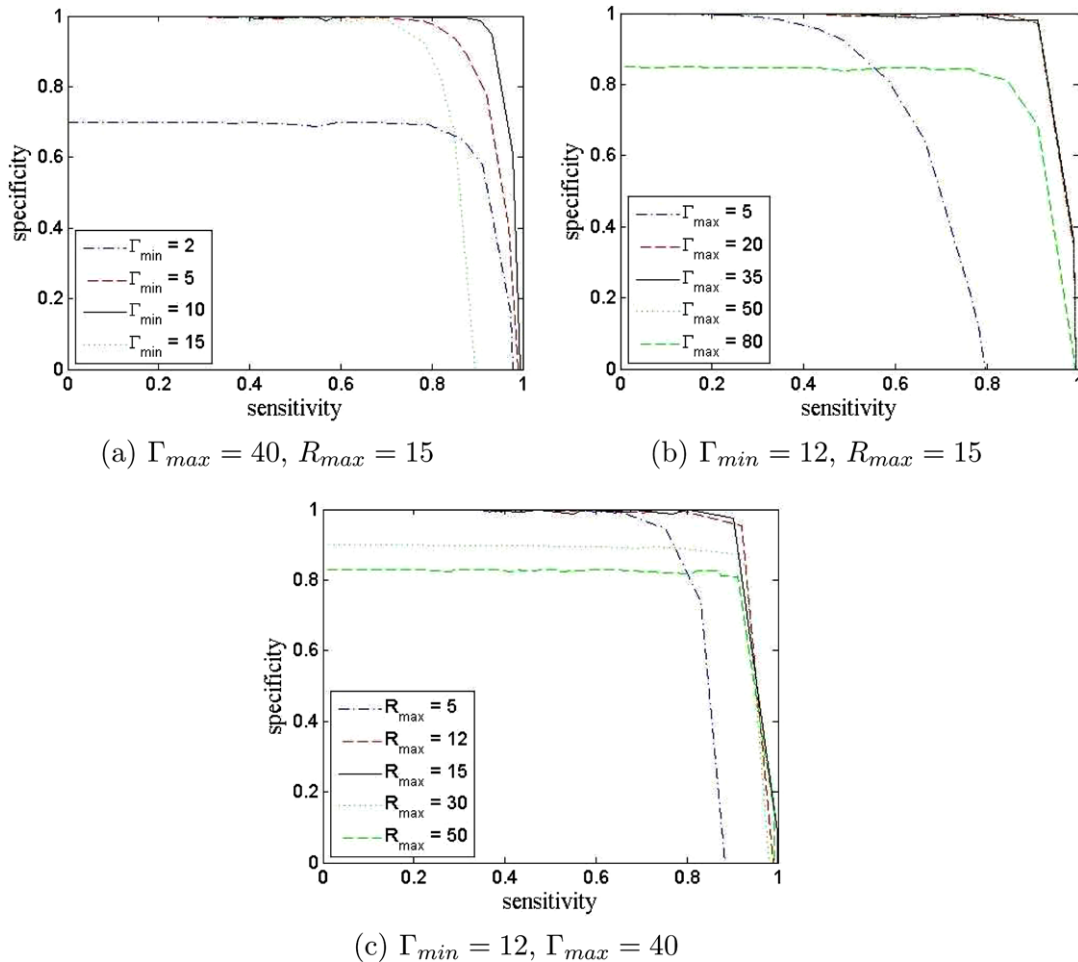 1
0.8
0.6
0.4
0.2
0
specificity
0 0.2 0.4 0.6 0.8 1
sensitivity
Γmin = 2
Γmin = 5
Γmin = 10
Γmin = 15
(a) Γmax = 40, Rmax = 15
1
0.8
0.6
0.4
0.2
0
specificity
0 0.2 0.4 0.6 0.8 1
sensitivity
Γmax = 5
Γmax = 20
Γmax = 35
Γmax = 50
Γmax = 80
(b) Γmin = 12, Rmax = 15
1
0.8
0.6
0.4
0.2
0
specificity
0 0.2 0.4 0.6 0.8 1
sensitivity
Rmax = 5
Rmax = 12
Rmax = 15
Rmax = 30
Rmax = 50
(c) Γmin = 12, Γmax = 40